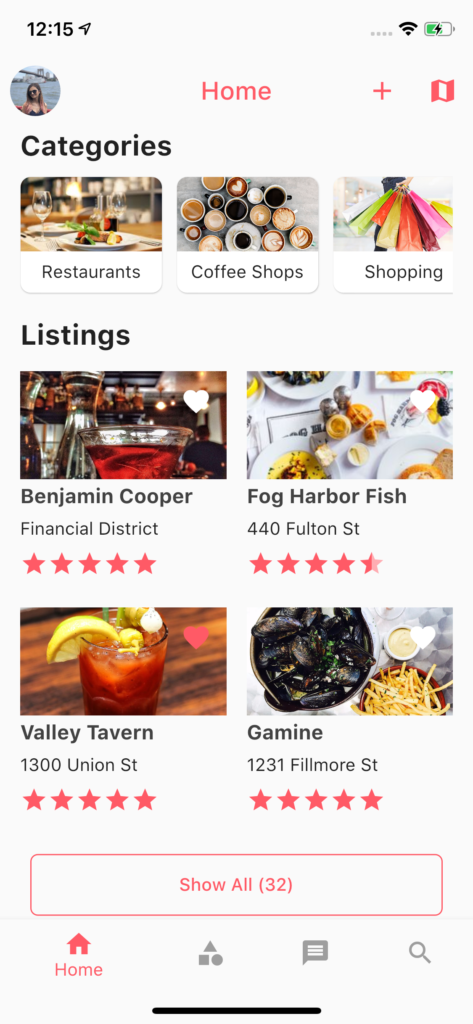 12:15
Home
Categories
Restaurants
Coffee Shops
Shopping
Listings
Benjamin Cooper
Fog Harbor Fish
Financial District
440 Fulton St
Valley Tavern
Gamine
1300 Union St
1231 Fillmore St
Show All (32)
Home